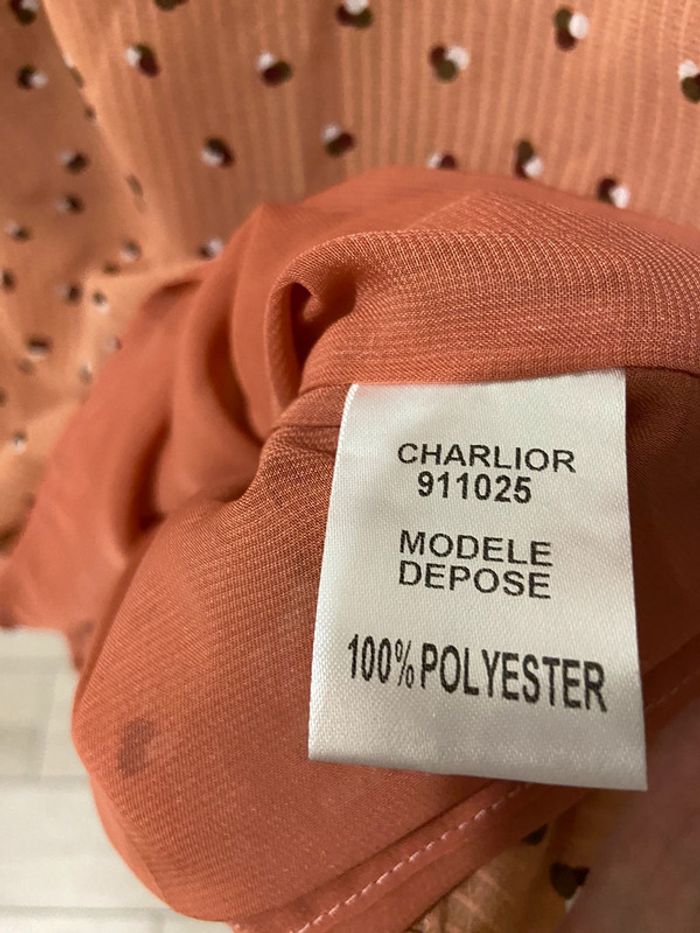 CHARLIOR
911025
MODELE
DEPOSE
100% POLYESTER